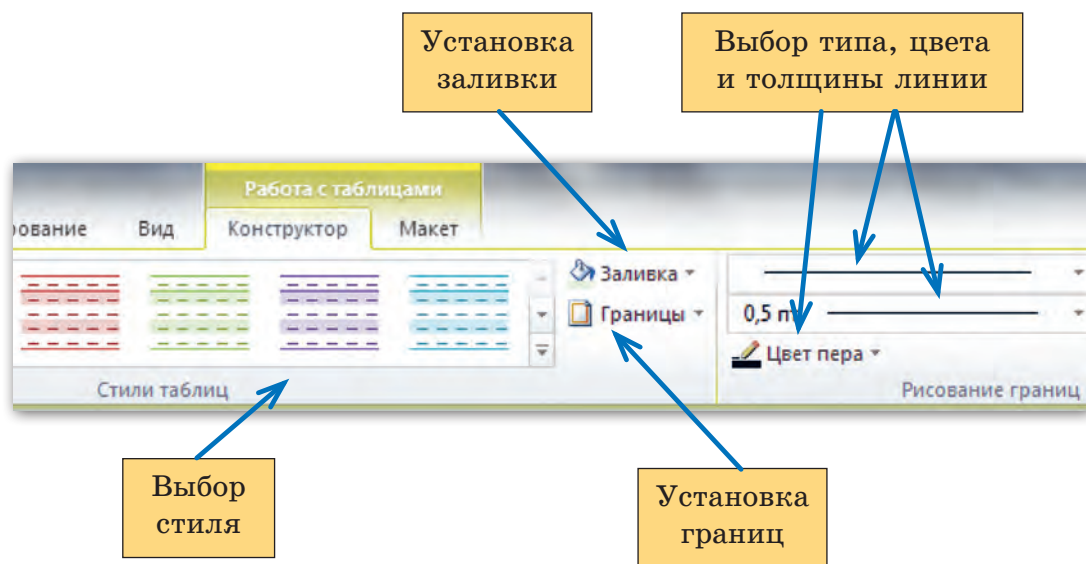 Установка
заливки
Выбор типа, цвета
и толщины линии
Работа с таблицами
рование
Вид
Конструктор
Макет
Заливка
Границы
0,5 пт
Цвет пера
Стили таблиц
Рисование границ
Выбор
стиля
Установка
границ